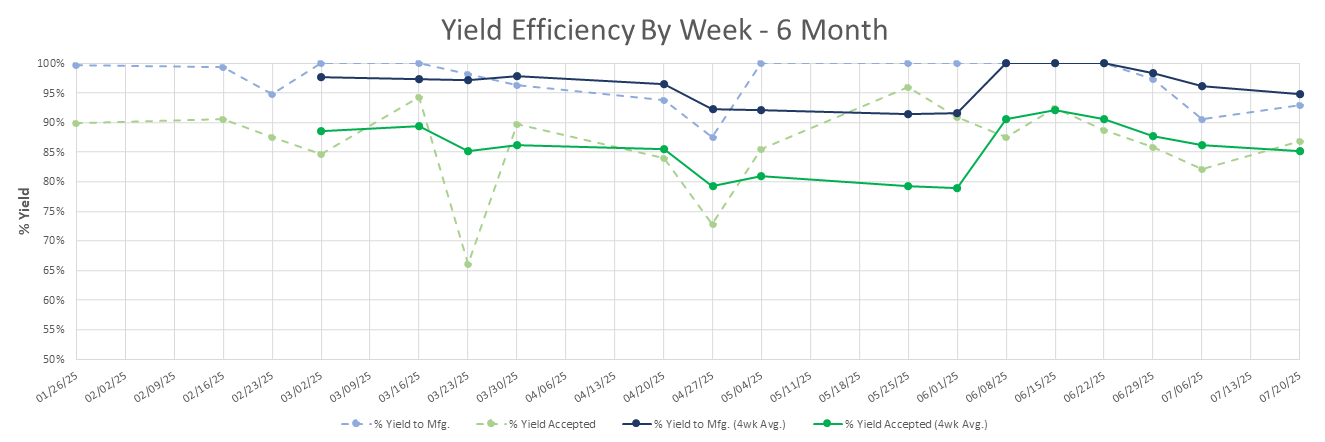 Yield Efficiency By Week - 6 Month
% Yield
100%
95%
90%
85%
80%
75%
70%
65%
60%
55%
50%
01/26/25 02/02/25 02/09/25 02/16/25 02/23/25 03/02/25 03/09/25 03/16/25 03/23/25 03/30/25 04/06/25 04/13/25 04/20/25 04/27/25 05/04/25 05/11/25 05/18/25 05/25/25 06/01/25 06/08/25 06/15/25 06/22/25 06/29/25 07/06/25 07/13/25 07/20/25
% Yield to Mfg. % Yield Accepted % Yield to Mfg. (4wk Avg.) % Yield Accepted (4wk Avg.)